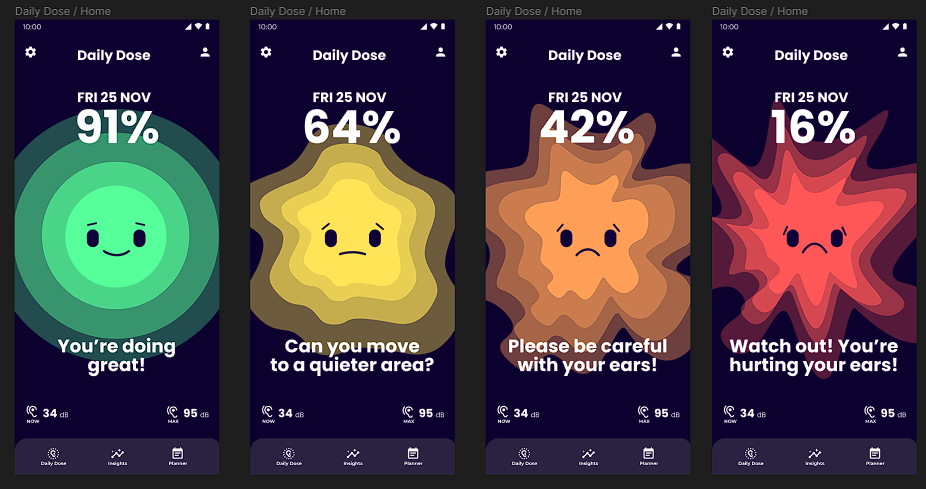 Daily Dose / Home
10:00
Daily Dose
FRI 25 NOV
91%
You're doing
great!
34 dB
NOW
95 dB
MAX
Daily Dose
Insights
Planner
Daily Dose / Home
10:00
Daily Dose
FRI 25 NOV
64%
Can you move
to a quieter area?
34 dB
NOW
95 dB
MAX
Daily Dose
Insights
Planner
Daily Dose / Home
10:00
Daily Dose
FRI 25 NOV
42%
Please be careful
with your ears!
34 dB
NOW
95 dB
MAX
Daily Dose
Insights
Planner
Daily Dose / Home
10:00
Daily Dose
FRI 25 NOV
16%
Watch out! You're
hurting your ears!
34 dB
NOW
95 dB
MAX
Daily Dose
Insights
Planner